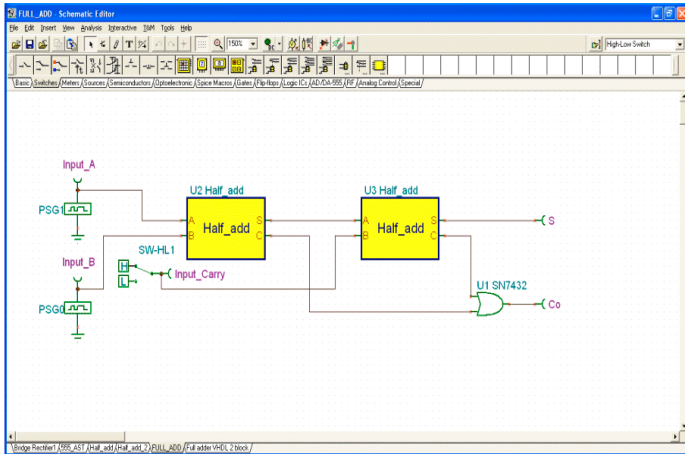 FULL_ADD - Schematic Editor
File Edit Insert View Analysis Interactive T&M Tools Help
150% High-Low Switch
Basic Switches Meters Sources Semiconductors Optoelectronic Spice Macros Gates Flip-flops Logic ICs AD/DA-555 RF Analog Control Special
Input_A
U2 Half_add U3 Half_add
PSG1
A S A S
Half_add Half_add
B C B C
SW-HL1
S
Input_B
H
L
Input_Carry
U1 SN7432
PSG0
Co
Bridge Rectifier1 555_AST Half_add Half_add_2 FULL_ADD Full adder VHDL 2 block